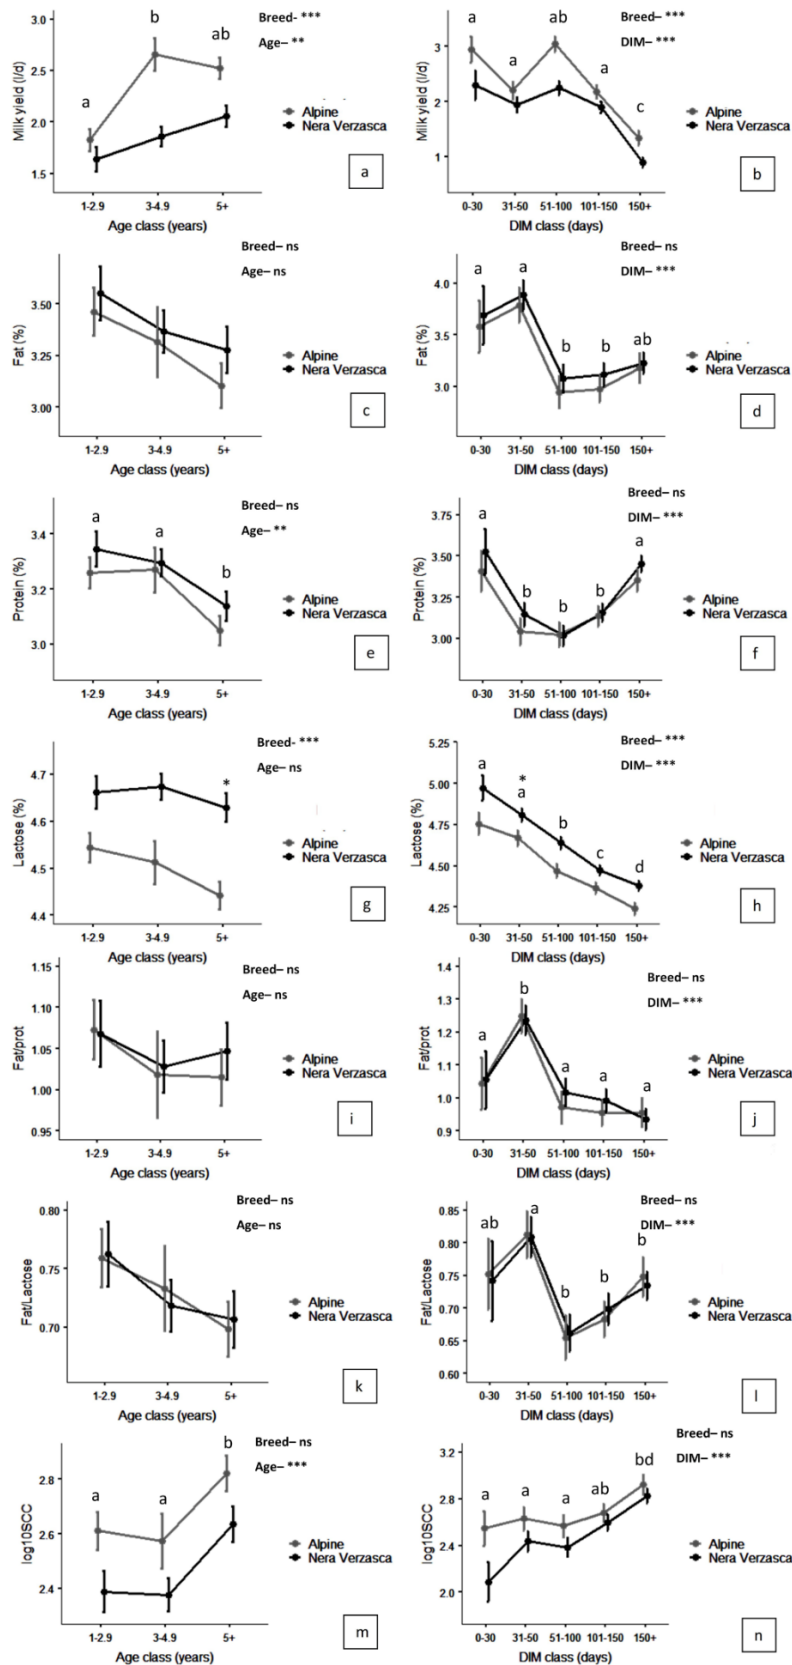 3.0
2.5
2.0
1.5
Milk yield (l/d)
a
b
ab
Breed- ***
Age– **
Alpine
Nera Verzasca
a
1-2.9
3-4.9
5+
Age class (years)
3
2
1
Milk yield (l/d)
a
a
ab
a
c
Breed– ***
DIM– ***
Alpine
Nera Verzasca
b
0-30
31-50
51-100
101-150
150+
DIM class (days)
3.50
3.25
3.00
Fat (%)
Breed– ns
Age– ns
Alpine
Nera Verzasca
c
1-2.9
3-4.9
5+
Age class (years)
4.0
3.5
3.0
Fat (%)
a
a
b
b
ab
Breed– ns
DIM– ***
Alpine
Nera Verzasca
d
0-30
31-50
51-100
101-150
150+
DIM class (days)
3.4
3.2
3.0
Protein (%)
a
a
b
Breed– ns
Age– **
Alpine
Nera Verzasca
e
1-2.9
3-4.9
5+
Age class (years)
3.75
3.50
3.25
3.00
Protein (%)
a
b
b
b
a
Breed– ns
DIM– ***
Alpine
Nera Verzasca
f
0-30
31-50
51-100
101-150
150+
DIM class (days)
4.7
4.6
4.5
4.4
Lactose (%)
*
Breed- ***
Age– ns
Alpine
Nera Verzasca
g
1-2.9
3-4.9
5+
Age class (years)
5.25
5.00
4.75
4.50
4.25
Lactose (%)
a
*
a
b
c
d
Breed– ***
DIM– ***
Alpine
Nera Verzasca
h
0-30
31-50
51-100
101-150
150+
DIM class (days)
1.15
1.10
1.05
1.00
0.95
Fat/prot
Breed– ns
Age– ns
Alpine
Nera Verzasca
i
1-2.9
3-4.9
5+
Age class (years)
1.4
1.3
1.2
1.1
1.0
0.9
Fat/prot
a
b
a
a
a
Breed– ns
DIM– ***
Alpine
Nera Verzasca
j
0-30
31-50
51-100
101-150
150+
DIM class (days)
0.80
0.75
0.70
Fat/Lactose
Breed– ns
Age– ns
Alpine
Nera Verzasca
k
1-2.9
3-4.9
5+
Age class (years)
0.85
0.80
0.75
0.70
0.65
0.60
Fat/Lactose
ab
a
b
b
b
Breed– ns
DIM– ***
Alpine
Nera Verzasca
l
0-30
31-50
51-100
101-150
150+
DIM class (days)
2.8
2.6
2.4
log10SCC
a
a
b
Breed– ns
Age– ***
Alpine
Nera Verzasca
m
1-2.9
3-4.9
5+
Age class (years)
3.2
2.8
2.4
2.0
log10SCC
a
a
a
ab
bd
Breed– ns
DIM– ***
Alpine
Nera Verzasca
n
0-30
31-50
51-100
101-150
150+
DIM class (days)